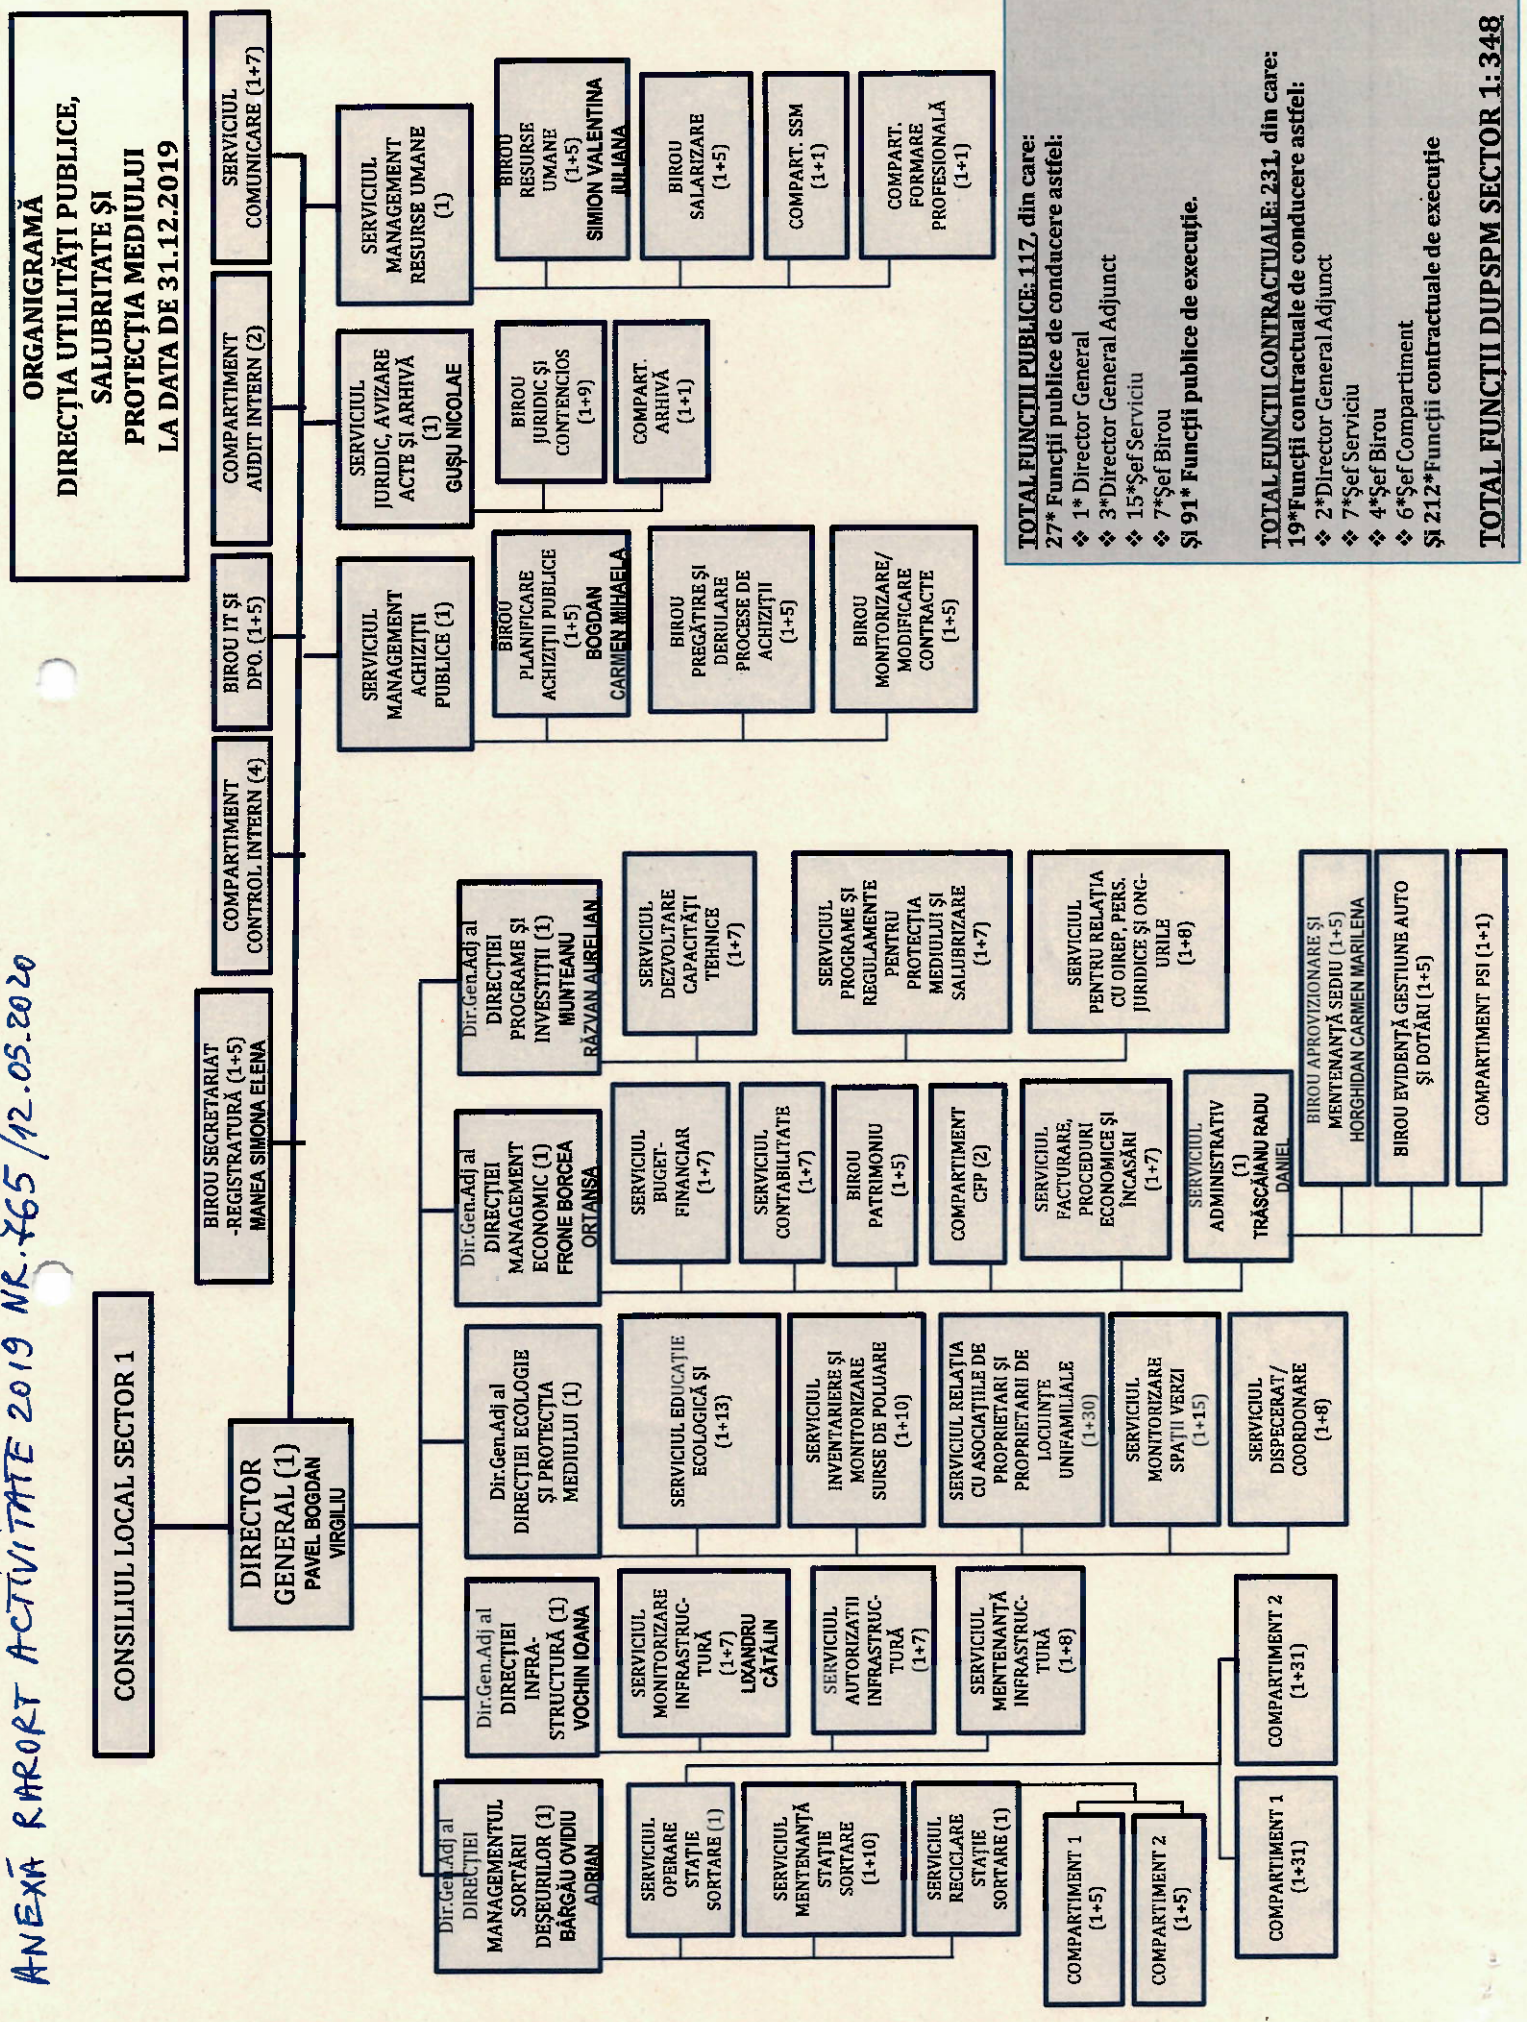 ANEXĂ RARORT ACTIVITATE 2019 NR. 765/12.05.2020
ORGANIGRAMĂ
DIRECȚIA UTILITĂȚI PUBLICE,
SALUBRITATE ȘI
PROTECȚIA MEDIULUI
LA DATA DE 31.12.2019
CONSILIUL LOCAL SECTOR 1
DIRECTOR
GENERAL (1)
PAVEL BOGDAN
VIRGILIU
BIROU SECRETARIAT
-REGISTRATURĂ (1+5)
MANEA SIMONA ELENA
COMPARTIMENT
CONTROL INTERN (4)
BIROU IT ȘI
DPO. (1+5)
COMPARTIMENT
AUDIT INTERN (2)
SERVICIUL
COMUNICARE (1+7)
SERVICIUL
MANAGEMENT
ACHIZIȚII
PUBLICE (1)
BIROU
PLANIFICARE
ACHIZIȚII PUBLICE
(1+5)
BOGDAN
CARMEN MIHAELA
BIROU
PREGĂTIRE ȘI
DERULARE
PROCESE DE
ACHIZIȚII
(1+5)
BIROU
MONITORIZARE/
MODIFICARE
CONTRACTE
(1+5)
SERVICIUL
JURIDIC, AVIZARE
ACTE ȘI ARHIVĂ
(1)
GUȘU NICOLAE
BIROU
JURIDIC ȘI
CONTENCIOS
(1+9)
COMPART.
ARHIVĂ
(1+1)
SERVICIUL
MANAGEMENT
RESURSE UMANE
(1)
BIROU
RESURSE
UMANE
(1+5)
SIMION VALENTINA
IULIANA
BIROU
SALARIZARE
(1+5)
COMPART. SSM
(1+1)
COMPART.
FORMARE
PROFESIONALĂ
(1+1)
Dir.Gen.Adj al
DIRECȚIEI
MANAGEMENTUL
SORTĂRII
DEȘEURILOR (1)
BÂRGĂU OVIDIU
ADRIAN
SERVICIUL
OPERARE
STAȚIE
SORTARE (1)
SERVICIUL
MENTENANȚĂ
STAȚIE
SORTARE
(1+10)
SERVICIUL
RECICLARE
STAȚIE
SORTARE (1)
COMPARTIMENT 1
(1+5)
COMPARTIMENT 2
(1+5)
COMPARTIMENT 1
(1+31)
COMPARTIMENT 2
(1+31)
Dir.Gen.Adj al
DIRECȚIEI
INFRA-
STRUCTURĂ (1)
VOCHIN IOANA
SERVICIUL
MONITORIZARE
INFRASTRUC-
TURĂ
(1+7)
LIXANDRU
CĂTĂLIN
SERVICIUL
AUTORIZAȚII
INFRASTRUC-
TURĂ
(1+7)
SERVICIUL
MENTENANȚĂ
INFRASTRUC-
TURĂ
(1+8)
Dir.Gen.Adj al
DIRECȚIEI ECOLOGIE
ȘI PROTECȚIA
MEDIULUI (1)
SERVICIUL EDUCAȚIE
ECOLOGICĂ ȘI
(1+13)
SERVICIUL
INVENTARIERE ȘI
MONITORIZARE
SURSE DE POLUARE
(1+10)
SERVICIUL RELAȚIA
CU ASOCIAȚIILE DE
PROPRIETARI ȘI
PROPRIETARII DE
LOCUINȚE
UNIFAMILIALE
(1+30)
SERVICIUL
MONITORIZARE
SPAȚII VERZI
(1+15)
SERVICIUL
DISPECERAT/
COORDONARE
(1+8)
Dir.Gen.Adj al
DIRECȚIEI
MANAGEMENT
ECONOMIC (1)
FRONE BORCEA
ORTANSA
SERVICIUL
BUGET-
FINANCIAR
(1+7)
SERVICIUL
CONTABILITATE
(1+7)
BIROU
PATRIMONIU
(1+5)
COMPARTIMENT
CFP (2)
SERVICIUL
FACTURARE,
PROCEDURI
ECONOMICE ȘI
ÎNCASĂRI
(1+7)
SERVICIUL
ADMINISTRATIV
(1)
TRĂSCĂIANU RADU
DANIEL
BIROU APROVIZIONARE ȘI
MENTENANȚĂ SEDIU (1+5)
HORGHIDAN CARMEN MARILENA
BIROU EVIDENȚĂ GESTIUNE AUTO
ȘI DOTĂRI (1+5)
COMPARTIMENT PSI (1+1)
Dir.Gen.Adj al
DIRECȚIEI
PROGRAME ȘI
INVESTIȚII (1)
MUNTEANU
RĂZVAN AURELIAN
SERVICIUL
DEZVOLTARE
CAPACITĂȚI
TEHNICE
(1+7)
SERVICIUL
PROGRAME ȘI
REGULAMENTE
PENTRU
PROTECȚIA
MEDIULUI ȘI
SALUBRIZARE
(1+7)
SERVICIUL
PENTRU RELAȚIA
CU OIREP, PERS.
JURIDICE ȘI ONG-
URILE
(1+8)
TOTAL FUNCȚII PUBLICE: 117, din care:
27* Funcții publice de conducere astfel:
❖ 1* Director General
❖ 3*Director General Adjunct
❖ 15*Șef Serviciu
❖ 7*Șef Birou
Și 91* Funcții publice de execuție.
TOTAL FUNCȚII CONTRACTUALE: 231, din care:
19*Funcții contractuale de conducere astfel:
❖ 2*Director General Adjunct
❖ 7*Șef Serviciu
❖ 4*Șef Birou
❖ 6*Șef Compartiment
Și 212*Funcții contractuale de execuție
TOTAL FUNCȚII DUPSPM SECTOR 1: 348